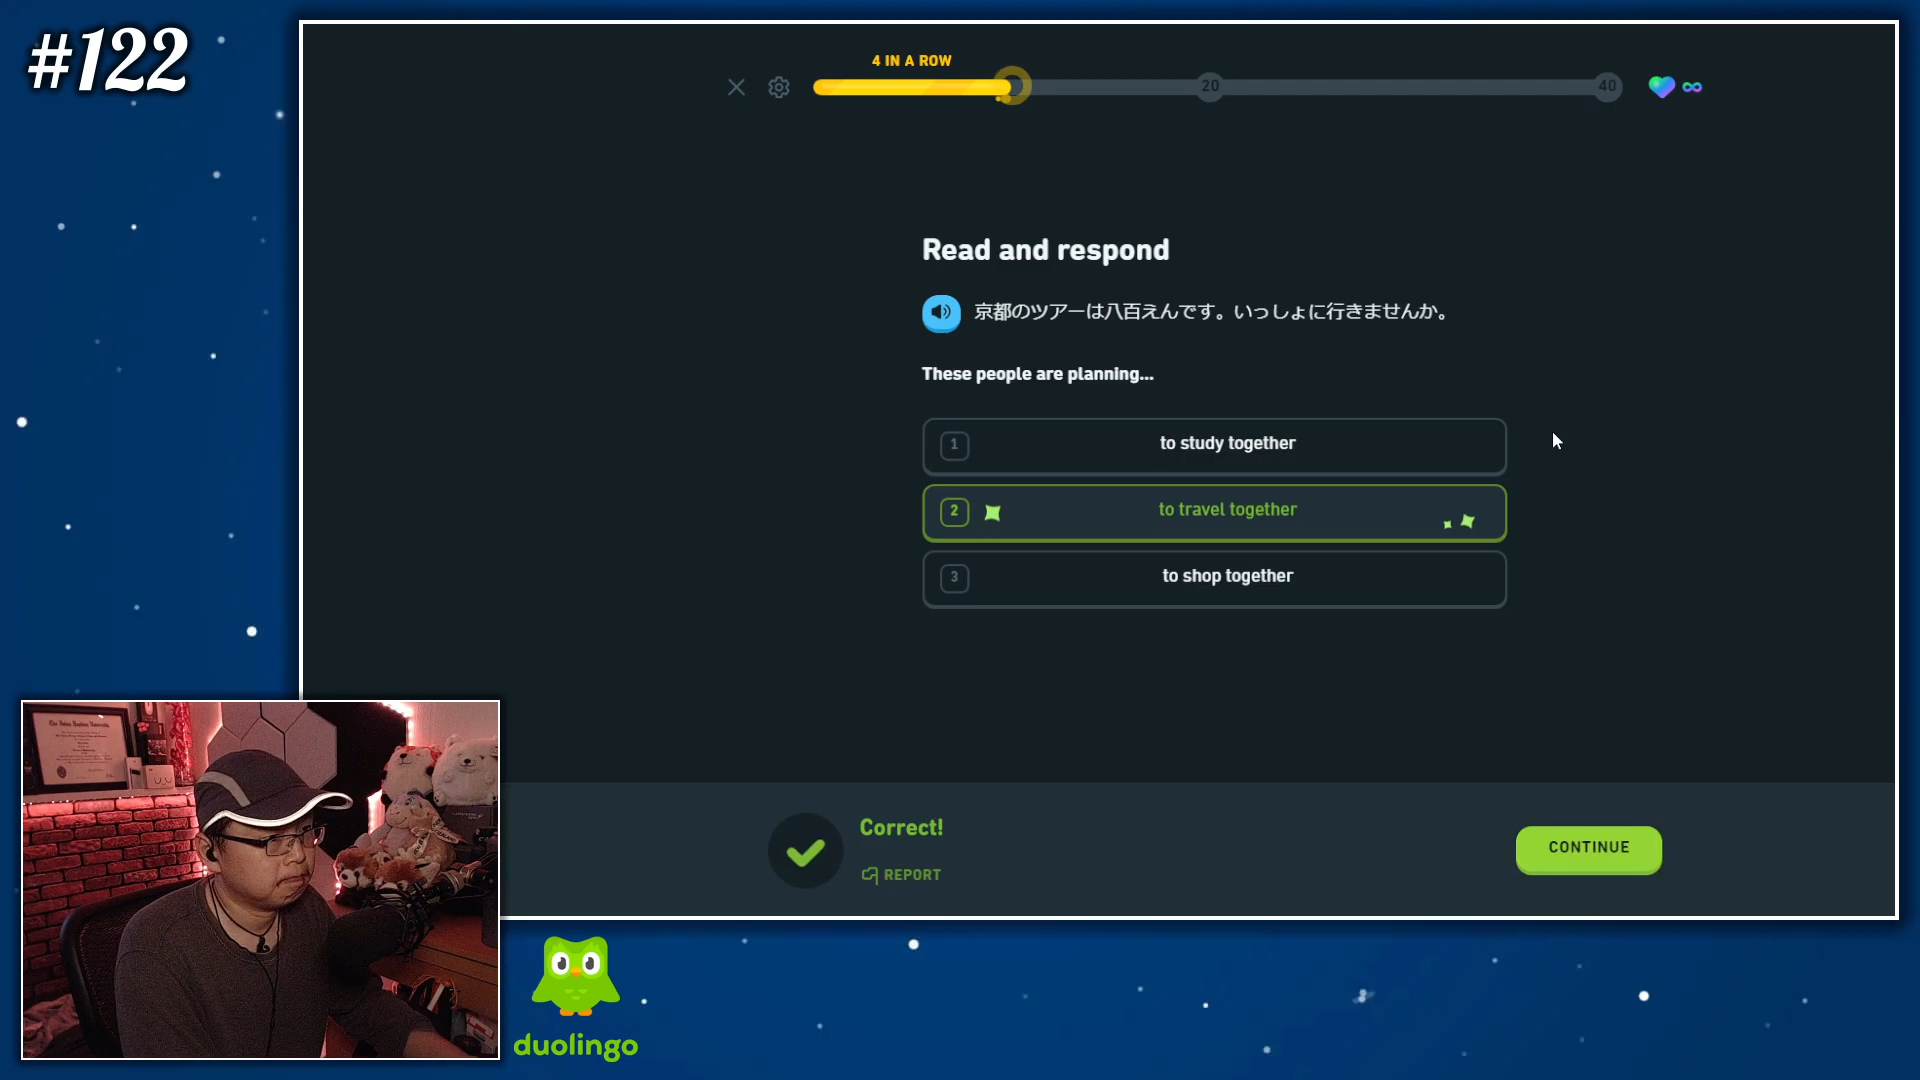 #122
4 IN A ROW
20
40
Read and respond
京都のツアーは八百えんです。いっしょに行きませんか。
These people are planning...
1
to study together
2
to travel together
3
to shop together
Correct!
REPORT
CONTINUE
duolingo